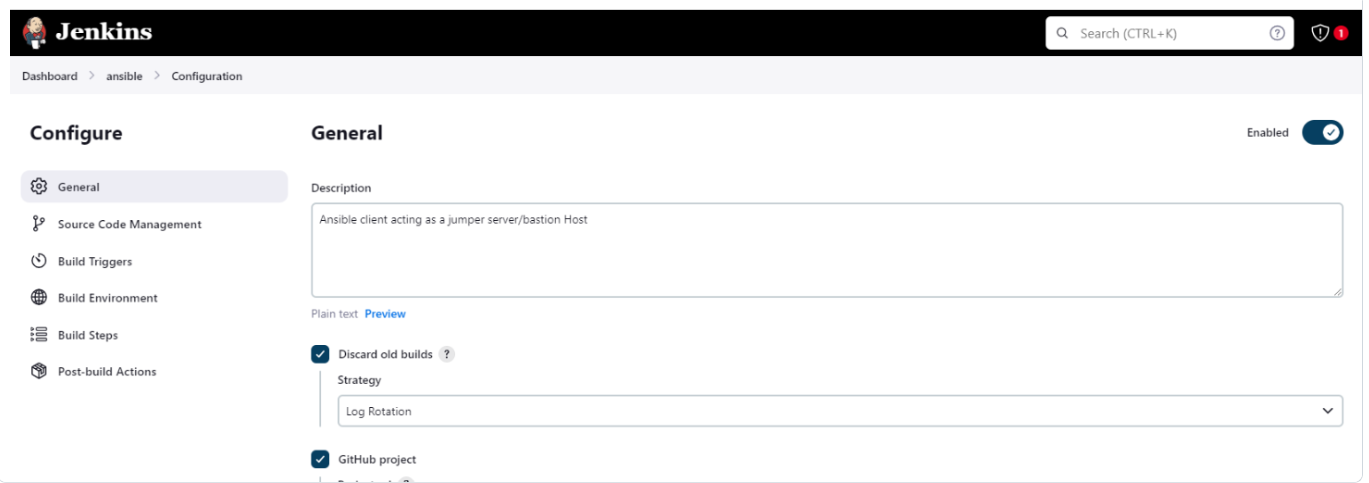 Jenkins
Search (CTRL+K)
?
1
Dashboard > ansible > Configuration
Configure
General
Source Code Management
Build Triggers
Build Environment
Build Steps
Post-build Actions
General
Enabled
Description
Ansible client acting as a jumper server/bastion Host
Plain text Preview
Discard old builds ?
Strategy
Log Rotation
GitHub project